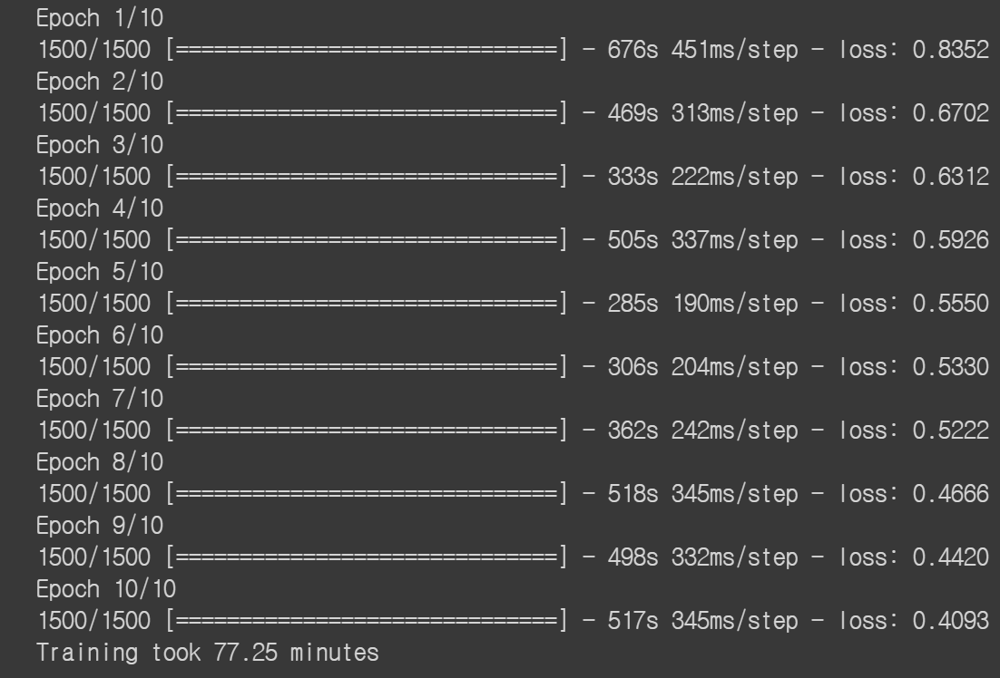 Epoch 1/10
1500/1500 [==============================] - 676s 451ms/step - loss: 0.8352
Epoch 2/10
1500/1500 [==============================] - 469s 313ms/step - loss: 0.6702
Epoch 3/10
1500/1500 [==============================] - 333s 222ms/step - loss: 0.6312
Epoch 4/10
1500/1500 [==============================] - 505s 337ms/step - loss: 0.5926
Epoch 5/10
1500/1500 [==============================] - 285s 190ms/step - loss: 0.5550
Epoch 6/10
1500/1500 [==============================] - 306s 204ms/step - loss: 0.5330
Epoch 7/10
1500/1500 [==============================] - 362s 242ms/step - loss: 0.5222
Epoch 8/10
1500/1500 [==============================] - 518s 345ms/step - loss: 0.4666
Epoch 9/10
1500/1500 [==============================] - 498s 332ms/step - loss: 0.4420
Epoch 10/10
1500/1500 [==============================] - 517s 345ms/step - loss: 0.4093
Training took 77.25 minutes